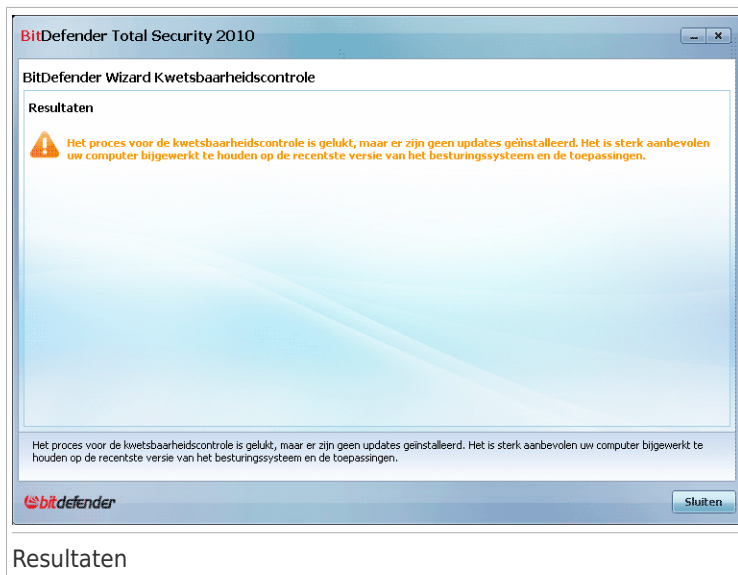 BitDefender Total Security 2010
BitDefender Wizard Kwetsbaarheidscontrole
Resultaten
Het proces voor de kwetsbaarheidscontrole is gelukt, maar er zijn geen updates geïnstalleerd. Het is sterk aanbevolen
uw computer bijgewerkt te houden op de recentste versie van het besturingssysteem en de toepassingen.
Het proces voor de kwetsbaarheidscontrole is gelukt, maar er zijn geen updates geïnstalleerd. Het is sterk aanbevolen uw computer bijgewerkt te
houden op de recentste versie van het besturingssysteem en de toepassingen.
bitdefender
Sluiten
Resultaten